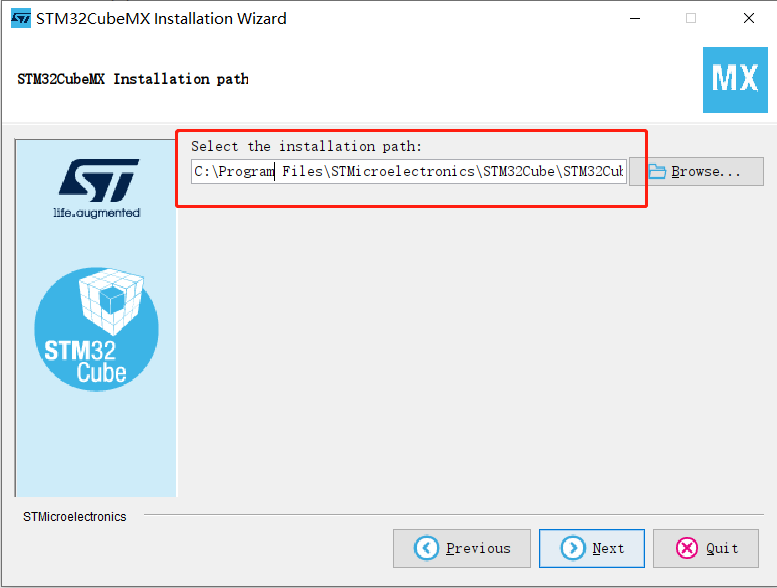 STM32CubeMX Installation Wizard
STM32CubeMX Installation path
MX
Select the installation path:
C:\Program Files\STMicroelectronics\STM32Cube\STM32Cub
Browse...
ST
life.augmented
STM32
Cube
STMicroelectronics
Previous
Next
Quit